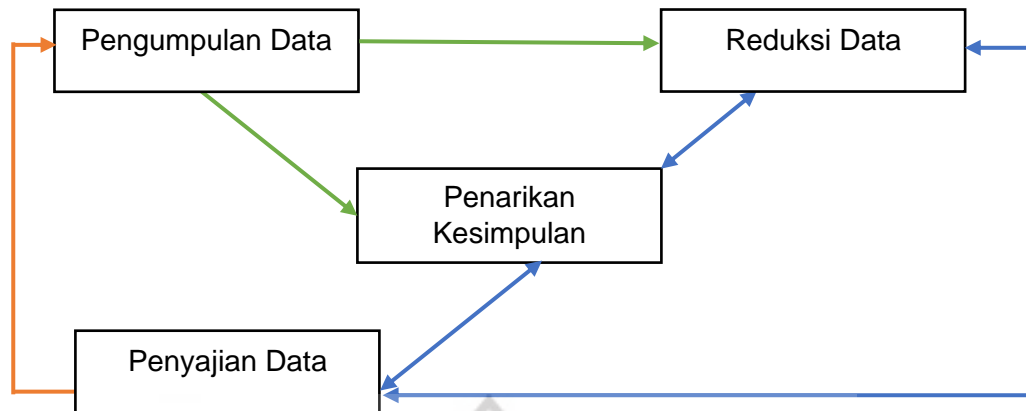 Pengumpulan Data
Reduksi Data
Penarikan
Kesimpulan
Penyajian Data